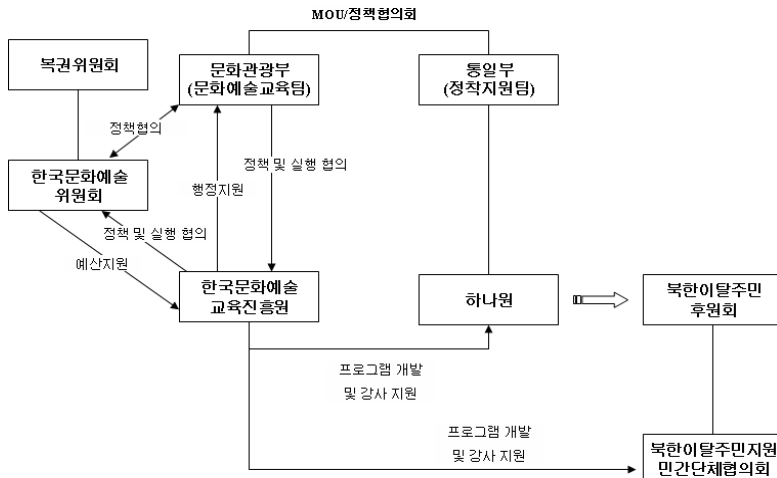 MOU/정책협의회
복권위원회
문화관광부
(문화예술교육팀)
통일부
(정착지원팀)
정책협의
한국문화예술
위원회
행정지원
정책 및 실행 협의
정책 및 실행 협의
예산지원
한국문화예술
교육진흥원
하나원
북한이탈주민
후원회
프로그램 개발
및 강사 지원
프로그램 개발
및 강사 지원
북한이탈주민지원
민간단체협의회